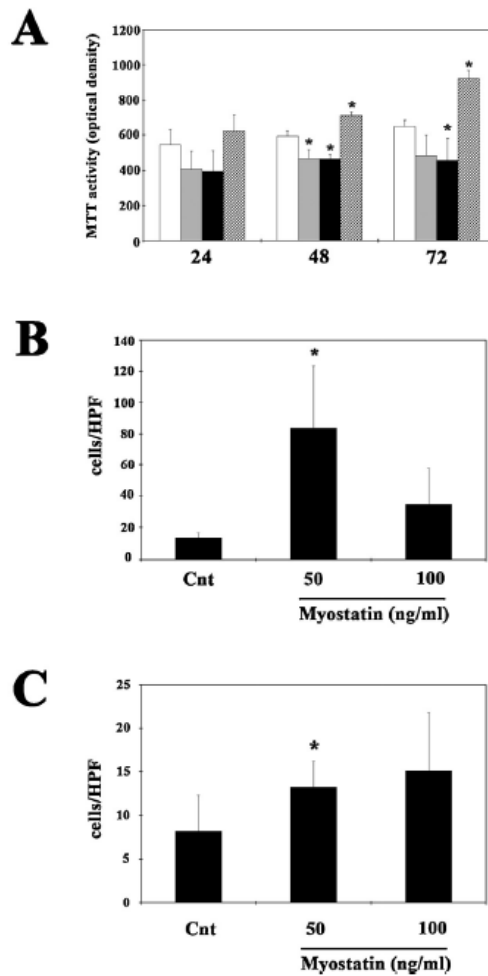 A
MTT activity (optical density)
1200
1000
800
600
400
200
0
* * * * *
24 48 72
B
cells/HPF
140
120
100
80
60
40
20
0
*
Cnt 50 100
Myostatin (ng/ml)
C
cells/HPF
25
20
15
10
5
0
*
Cnt 50 100
Myostatin (ng/ml)